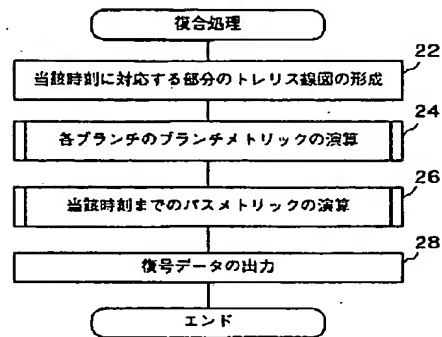 復合処理
22
当該時刻に対応する部分のトレリス線図の形成
24
各ブランチのブランチメトリックの演算
26
当該時刻までのパスメトリックの演算
28
復号データの出力
エンド